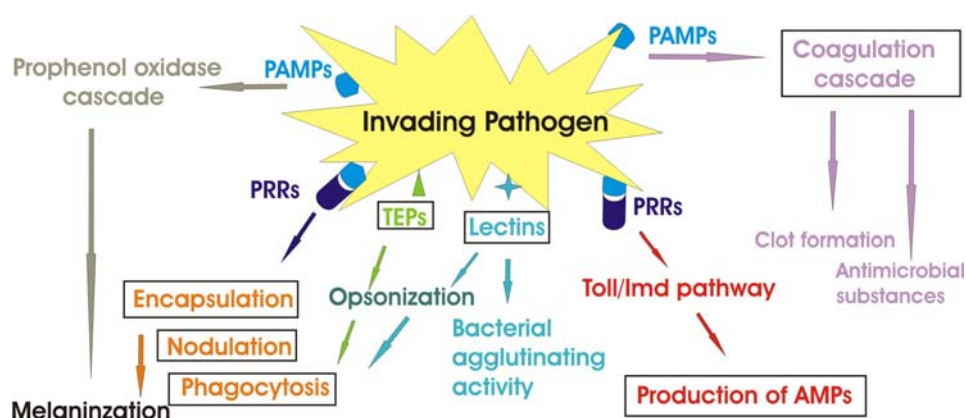 PAMPs
Coagulation
cascade
Prophenol oxidase
cascade
PAMPs
Invading Pathogen
PRRs
TEPs
Lectins
PRRs
Clot formation
Antimicrobial
substances
Encapsulation
Opsonization
Toll/Imd pathway
Nodulation
Bacterial
agglutinating
activity
Phagocytosis
Production of AMPs
Melaninzation